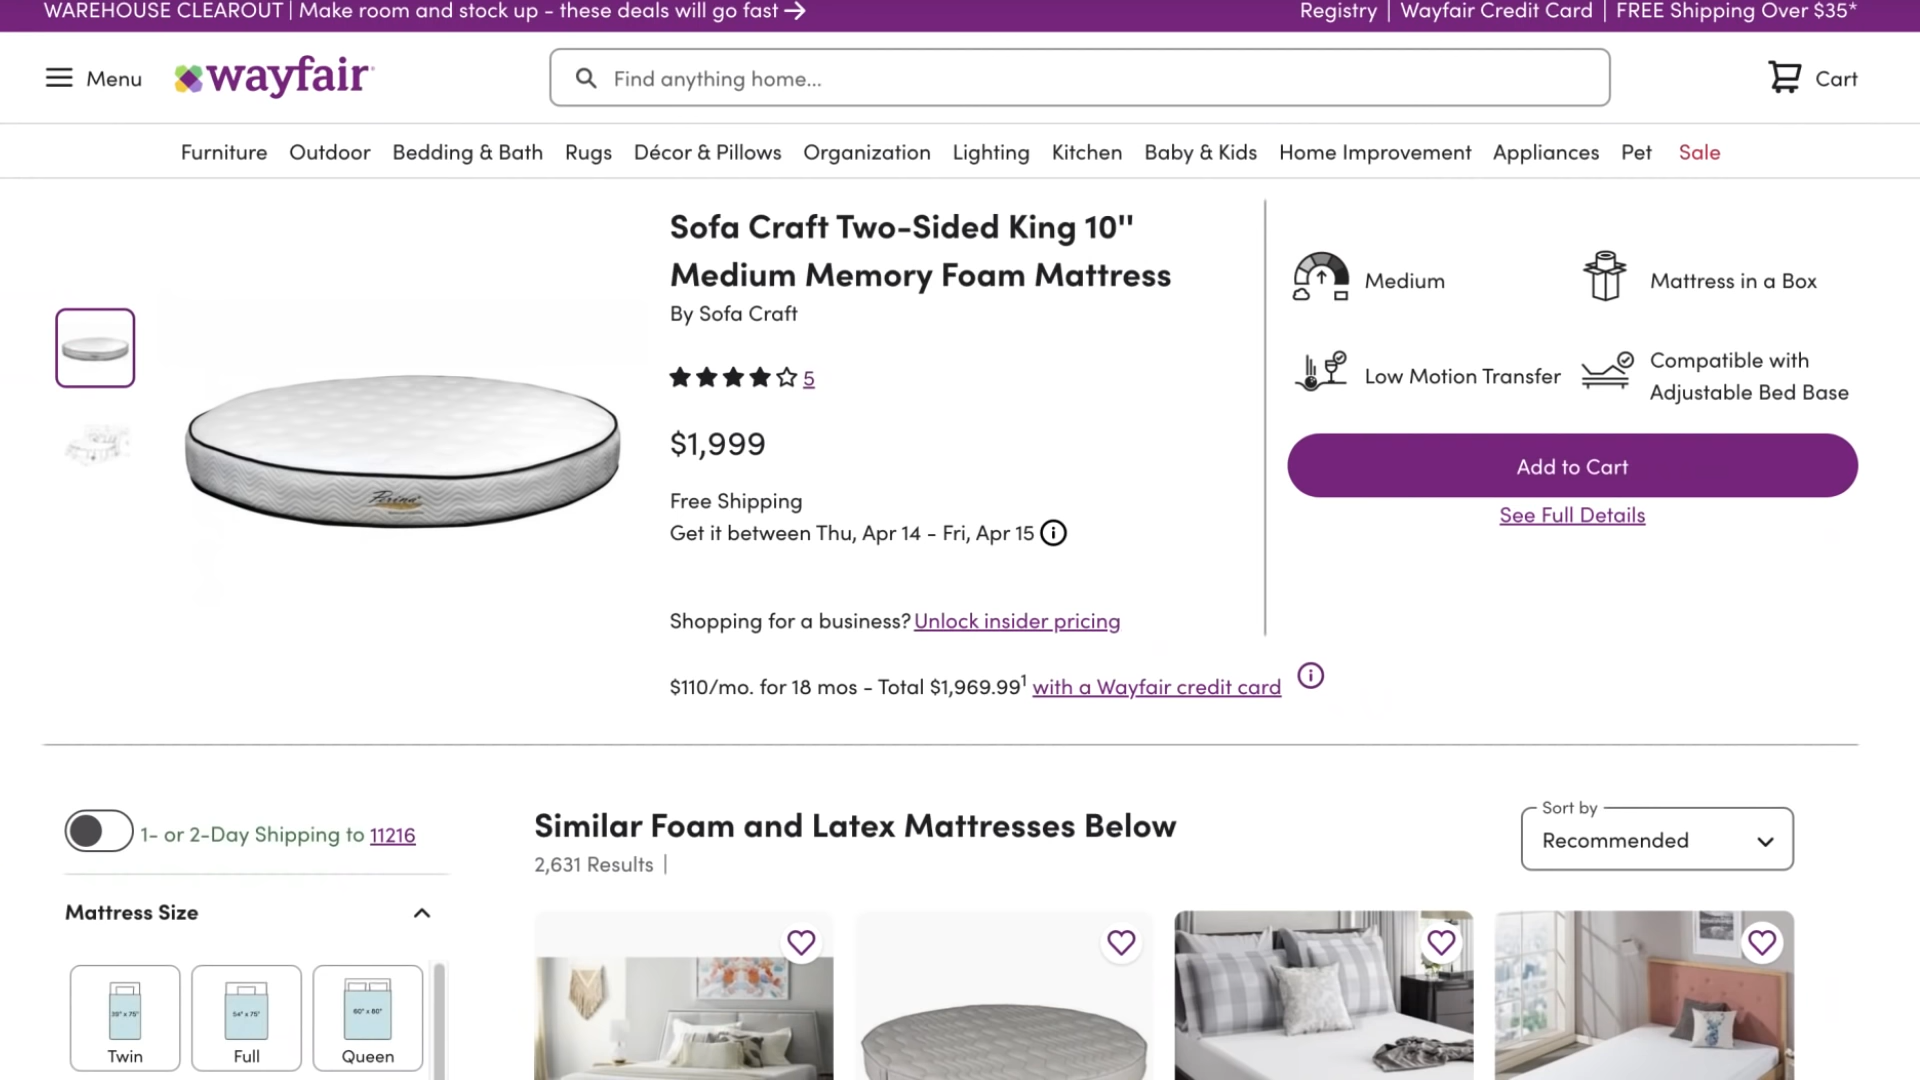 WAREHOUSE CLEAROUT | Make room and stock up - these deals will go fast →
Registry | Wayfair Credit Card | FREE Shipping Over $35*
Menu
wayfair
Find anything home...
Cart
Furniture Outdoor Bedding & Bath Rugs Décor & Pillows Organization Lighting Kitchen Baby & Kids Home Improvement Appliances Pet Sale
Sofa Craft Two-Sided King 10''
Medium Memory Foam Mattress
By Sofa Craft
5
$1,999
Free Shipping
Get it between Thu, Apr 14 - Fri, Apr 15
Shopping for a business? Unlock insider pricing
$110/mo. for 18 mos - Total $1,969.99¹ with a Wayfair credit card
Medium
Mattress in a Box
Low Motion Transfer
Compatible with
Adjustable Bed Base
Add to Cart
See Full Details
1- or 2-Day Shipping to 11216
Mattress Size
39" x 75"
54" x 75"
60" x 80"
Twin
Full
Queen
Similar Foam and Latex Mattresses Below
2,631 Results |
Sort by
Recommended